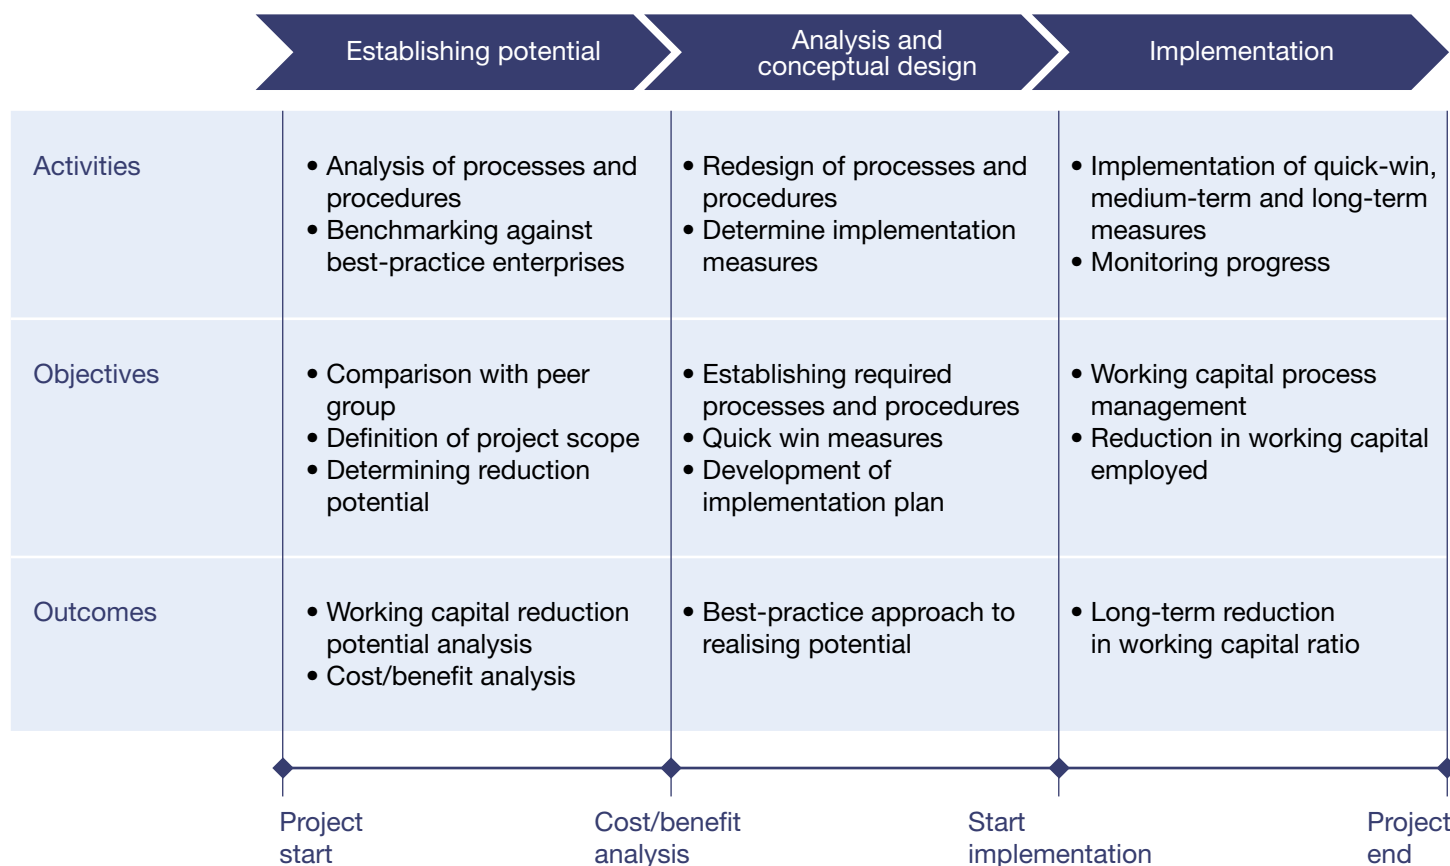 Establishing potential
Analysis and
conceptual design
Implementation
Activities
• Analysis of processes and
procedures
• Benchmarking against
best-practice enterprises
• Redesign of processes and
procedures
• Determine implementation
measures
• Implementation of quick-win,
medium-term and long-term
measures
• Monitoring progress
Objectives
• Comparison with peer
group
• Definition of project scope
• Determining reduction
potential
• Establishing required
processes and procedures
• Quick win measures
• Development of
implementation plan
• Working capital process
management
• Reduction in working capital
employed
Outcomes
• Working capital reduction
potential analysis
• Cost/benefit analysis
• Best-practice approach to
realising potential
• Long-term reduction
in working capital ratio
Project
start
Cost/benefit
analysis
Start
implementation
Project
end